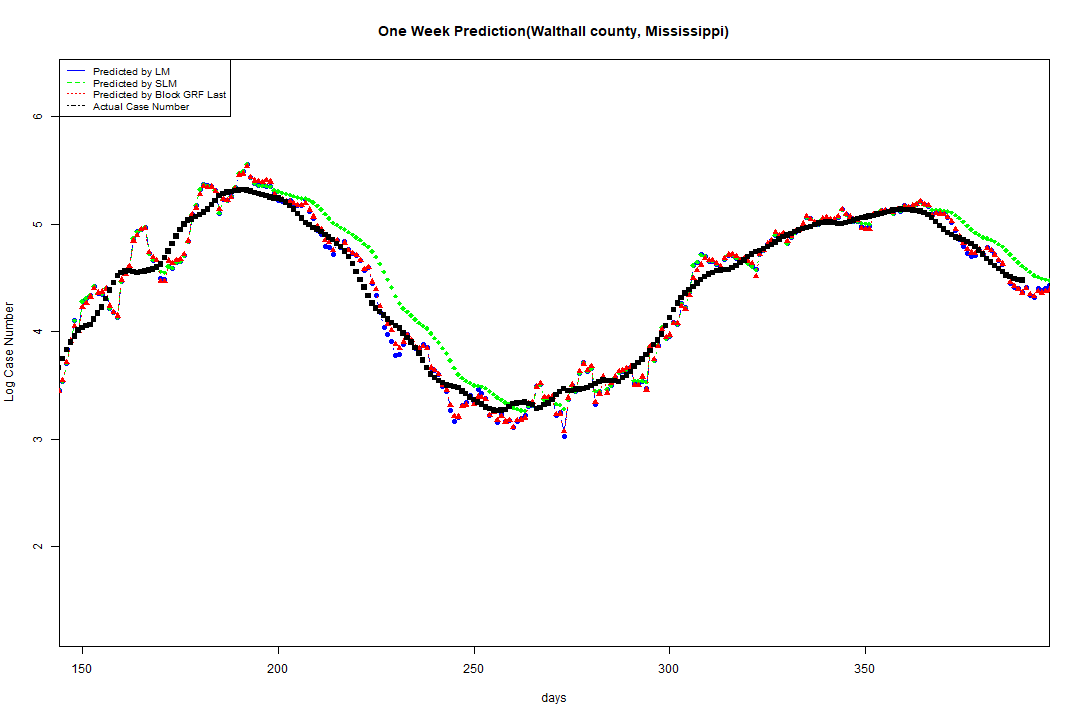 One Week Prediction(Walthall county, Mississippi)
Predicted by LM
Predicted by SLM
Predicted by Block GRF Last
Actual Case Number
6
5
4
3
2
Log Case Number
150 200 250 300 350
days